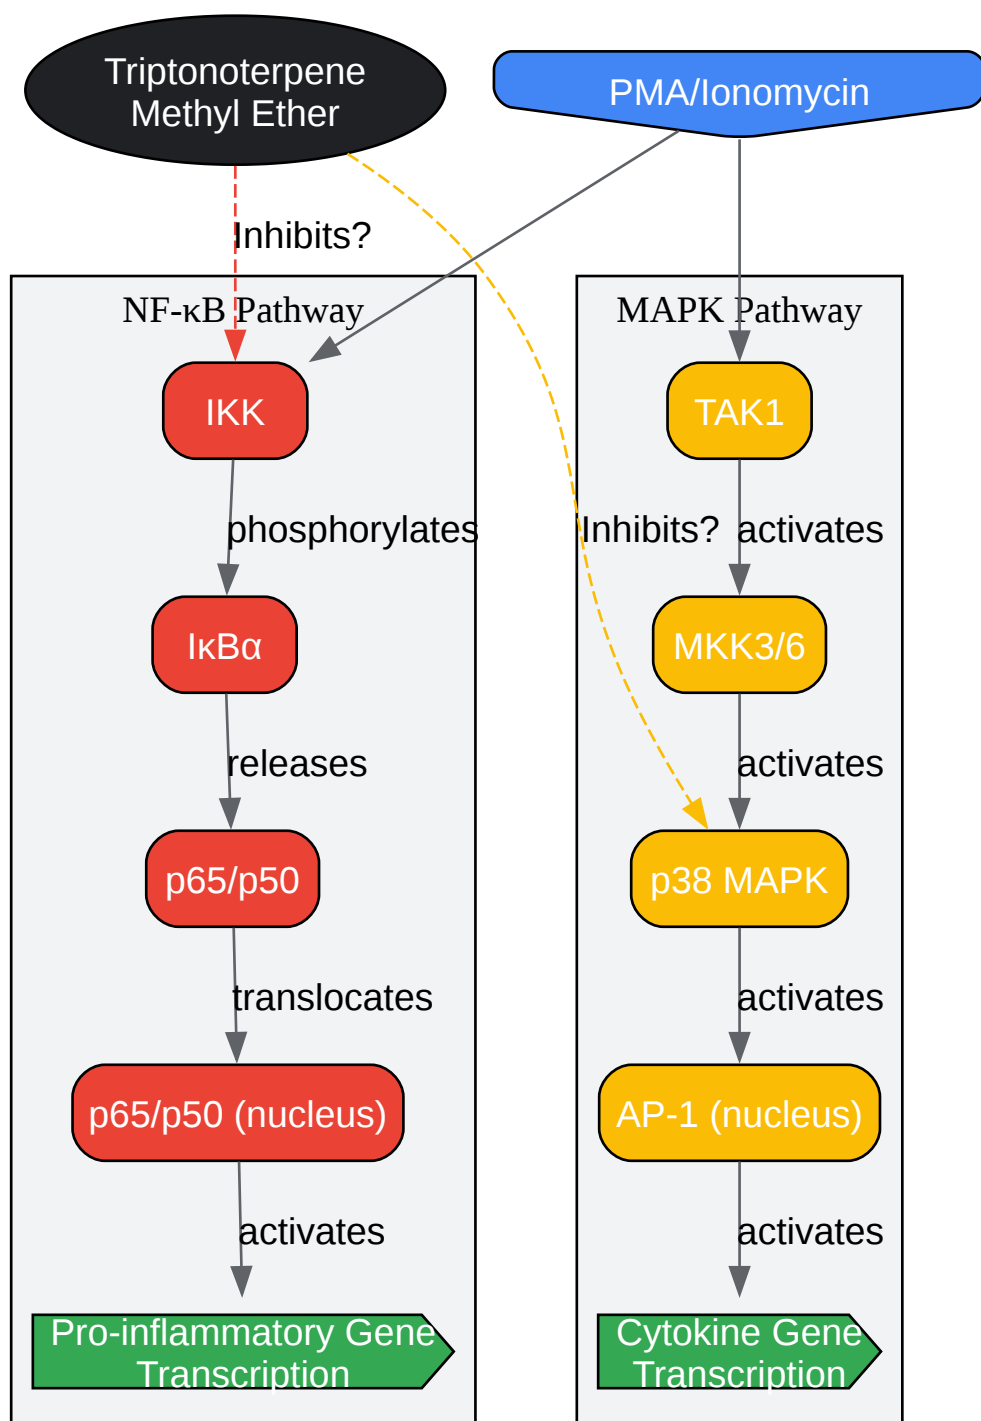 Triptonoterpene
Methyl Ether
PMA/Ionomycin
Inhibits?
NF-κB Pathway
MAPK Pathway
IKK
TAK1
phosphorylates
Inhibits?
activates
IκBα
MKK3/6
releases
activates
p65/p50
p38 MAPK
translocates
activates
p65/p50 (nucleus)
AP-1 (nucleus)
activates
activates
Pro-inflammatory Gene
Transcription
Cytokine Gene
Transcription